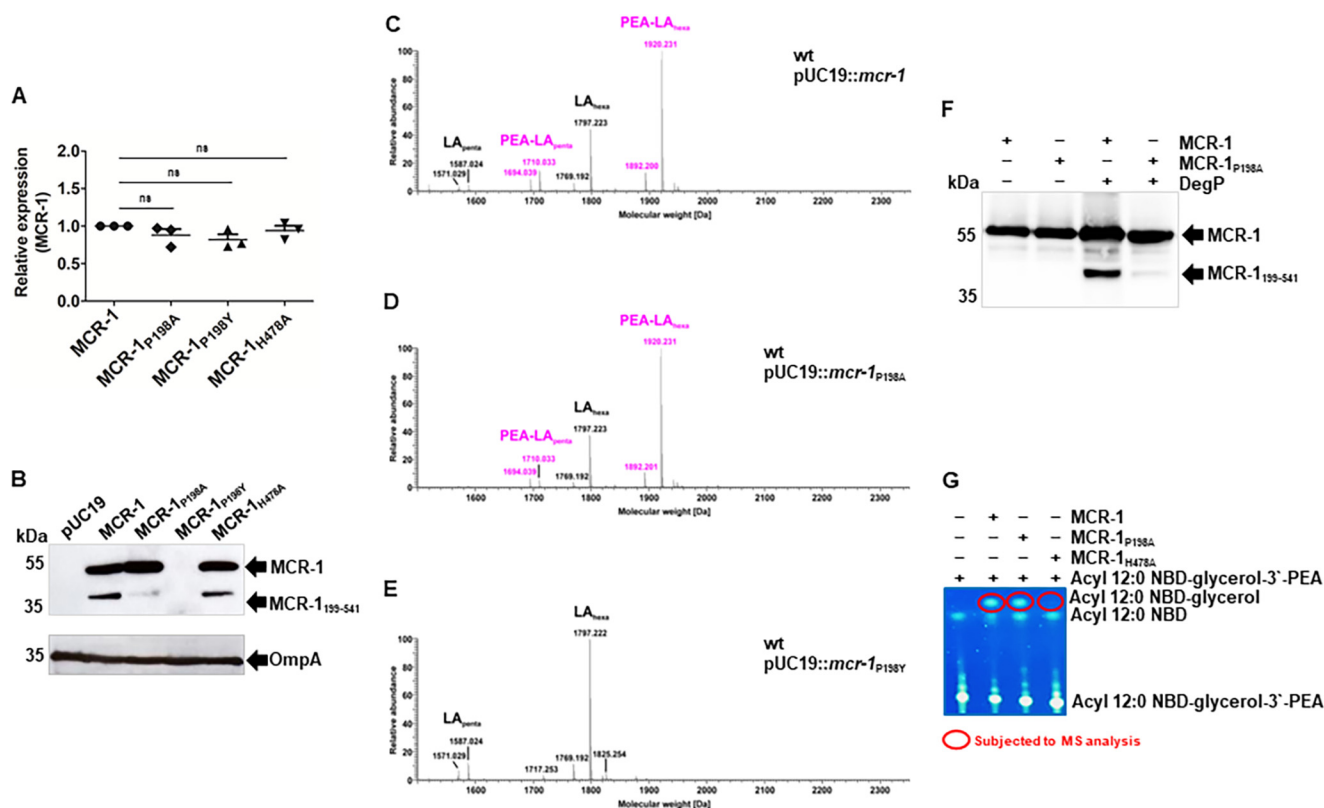 A
Relative expression
(MCR-1)
2.0
1.5
1.0
0.5
0.0
ns
ns
ns
MCR-1
MCR-1P198A
MCR-1P198Y
MCR-1H478A
B
pUC19
MCR-1
MCR-1P198A
MCR-1P198Y
MCR-1H478A
kDa
55
35
MCR-1
MCR-1199-541
35
OmpA
C
PEA-LAhexa
1920.231
wt
pUC19::mcr-1
LAhexa
1797.223
LApenta
1587.024
1571.029
PEA-LApenta
1710.033
1694.039
1769.192
1892.200
Relative abundance
100
80
60
40
20
0
1600 1700 1800 1900 2000 2100 2200 2300
Molecular weight [Da]
D
PEA-LAhexa
1920.231
wt
pUC19::mcr-1P198A
LAhexa
1797.223
PEA-LApenta
1710.033
1694.039
1769.192
1892.201
Relative abundance
100
80
60
40
20
0
1600 1700 1800 1900 2000 2100 2200 2300
Molecular weight [Da]
E
LAhexa
1797.222
wt
pUC19::mcr-1P198Y
LApenta
1587.024
1571.029
1717.253
1769.192
1825.254
Relative abundance
100
80
60
40
20
0
1600 1700 1800 1900 2000 2100 2200 2300
Molecular weight [Da]
F
+ – + – MCR-1
– + – + MCR-1P198A
– – + + DegP
kDa
55
35
MCR-1
MCR-1199-541
G
– + – – MCR-1
– – + – MCR-1P198A
– – – + MCR-1H478A
+ + + + Acyl 12:0 NBD-glycerol-3`-PEA
Acyl 12:0 NBD-glycerol
Acyl 12:0 NBD
Acyl 12:0 NBD-glycerol-3`-PEA
Subjected to MS analysis